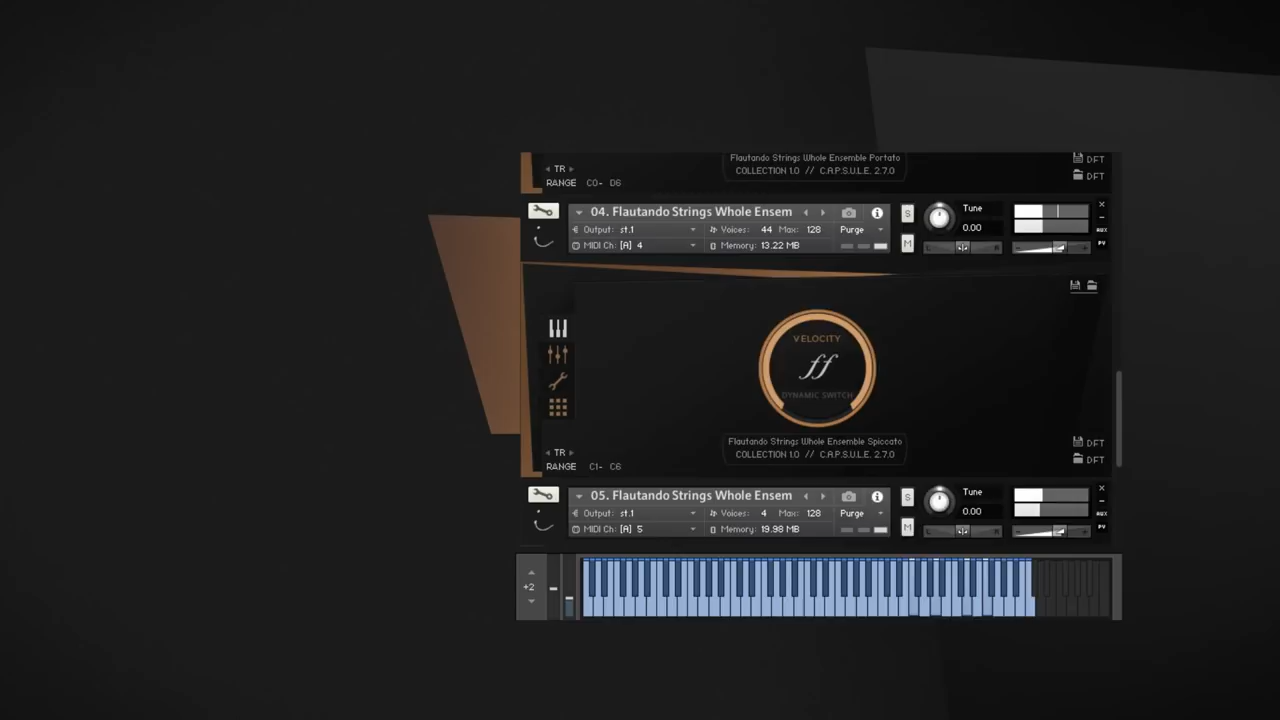 Flautando Strings Whole Ensemble Portato
TR
COLLECTION 1.0 // C.A.P.S.U.L.E. 2.7.0
DFT
RANGE C0- D6
DFT
04. Flautando Strings Whole Ensem
S
Tune
0.00
Output: st.1
Voices: 44 Max: 128
Purge
MIDI Ch: [A] 4
Memory: 13.22 MB
M
L
R
AUX
PV
VELOCITY
ff
DYNAMIC SWITCH
Flautando Strings Whole Ensemble Spiccato
COLLECTION 1.0 // C.A.P.S.U.L.E. 2.7.0
DFT
DFT
TR
RANGE C1- C6
05. Flautando Strings Whole Ensem
S
Tune
0.00
Output: st.1
Voices: 4 Max: 128
Purge
MIDI Ch: [A] 5
Memory: 19.98 MB
M
L
R
AUX
PV
+2